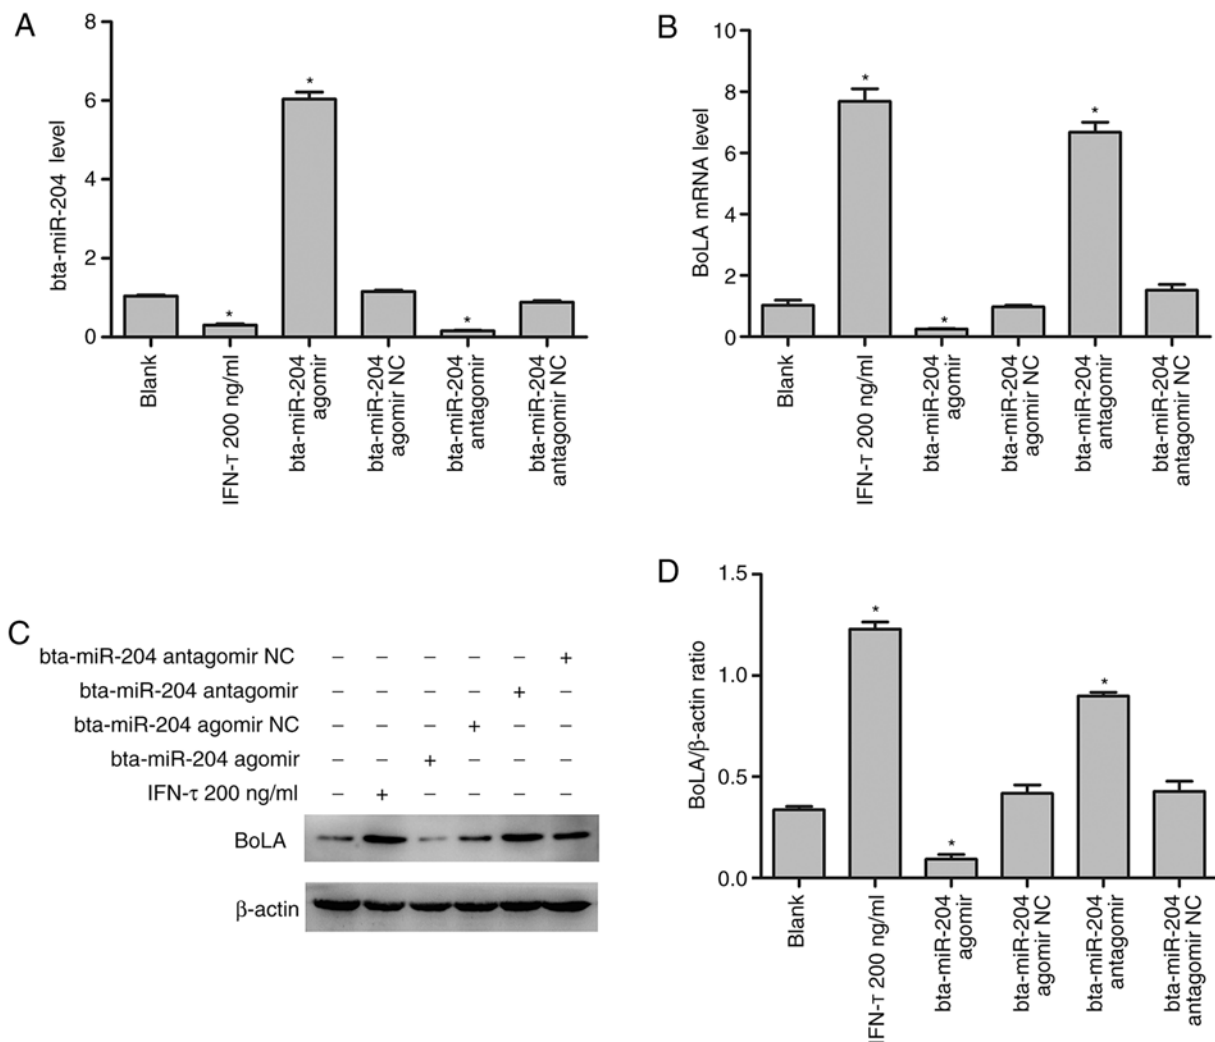 A
bta-miR-204 level
8
6
4
2
0
*
*
*
Blank
IFN-τ 200 ng/ml
bta-miR-204
agomir
bta-miR-204
agomir NC
bta-miR-204
antagomir
bta-miR-204
antagomir NC
B
BoLA mRNA level
10
8
6
4
2
0
*
*
*
Blank
IFN-τ 200 ng/ml
bta-miR-204
agomir
bta-miR-204
agomir NC
bta-miR-204
antagomir
bta-miR-204
antagomir NC
C
bta-miR-204 antagomir NC – – – – – +
bta-miR-204 antagomir – – – – + –
bta-miR-204 agomir NC – – – + – –
bta-miR-204 agomir – – + – – –
IFN-τ 200 ng/ml – + – – – –
BoLA
β-actin
D
BoLA/β-actin ratio
1.5
1.0
0.5
0.0
*
*
*
Blank
IFN-τ 200 ng/ml
bta-miR-204
agomir
bta-miR-204
agomir NC
bta-miR-204
antagomir
bta-miR-204
antagomir NC